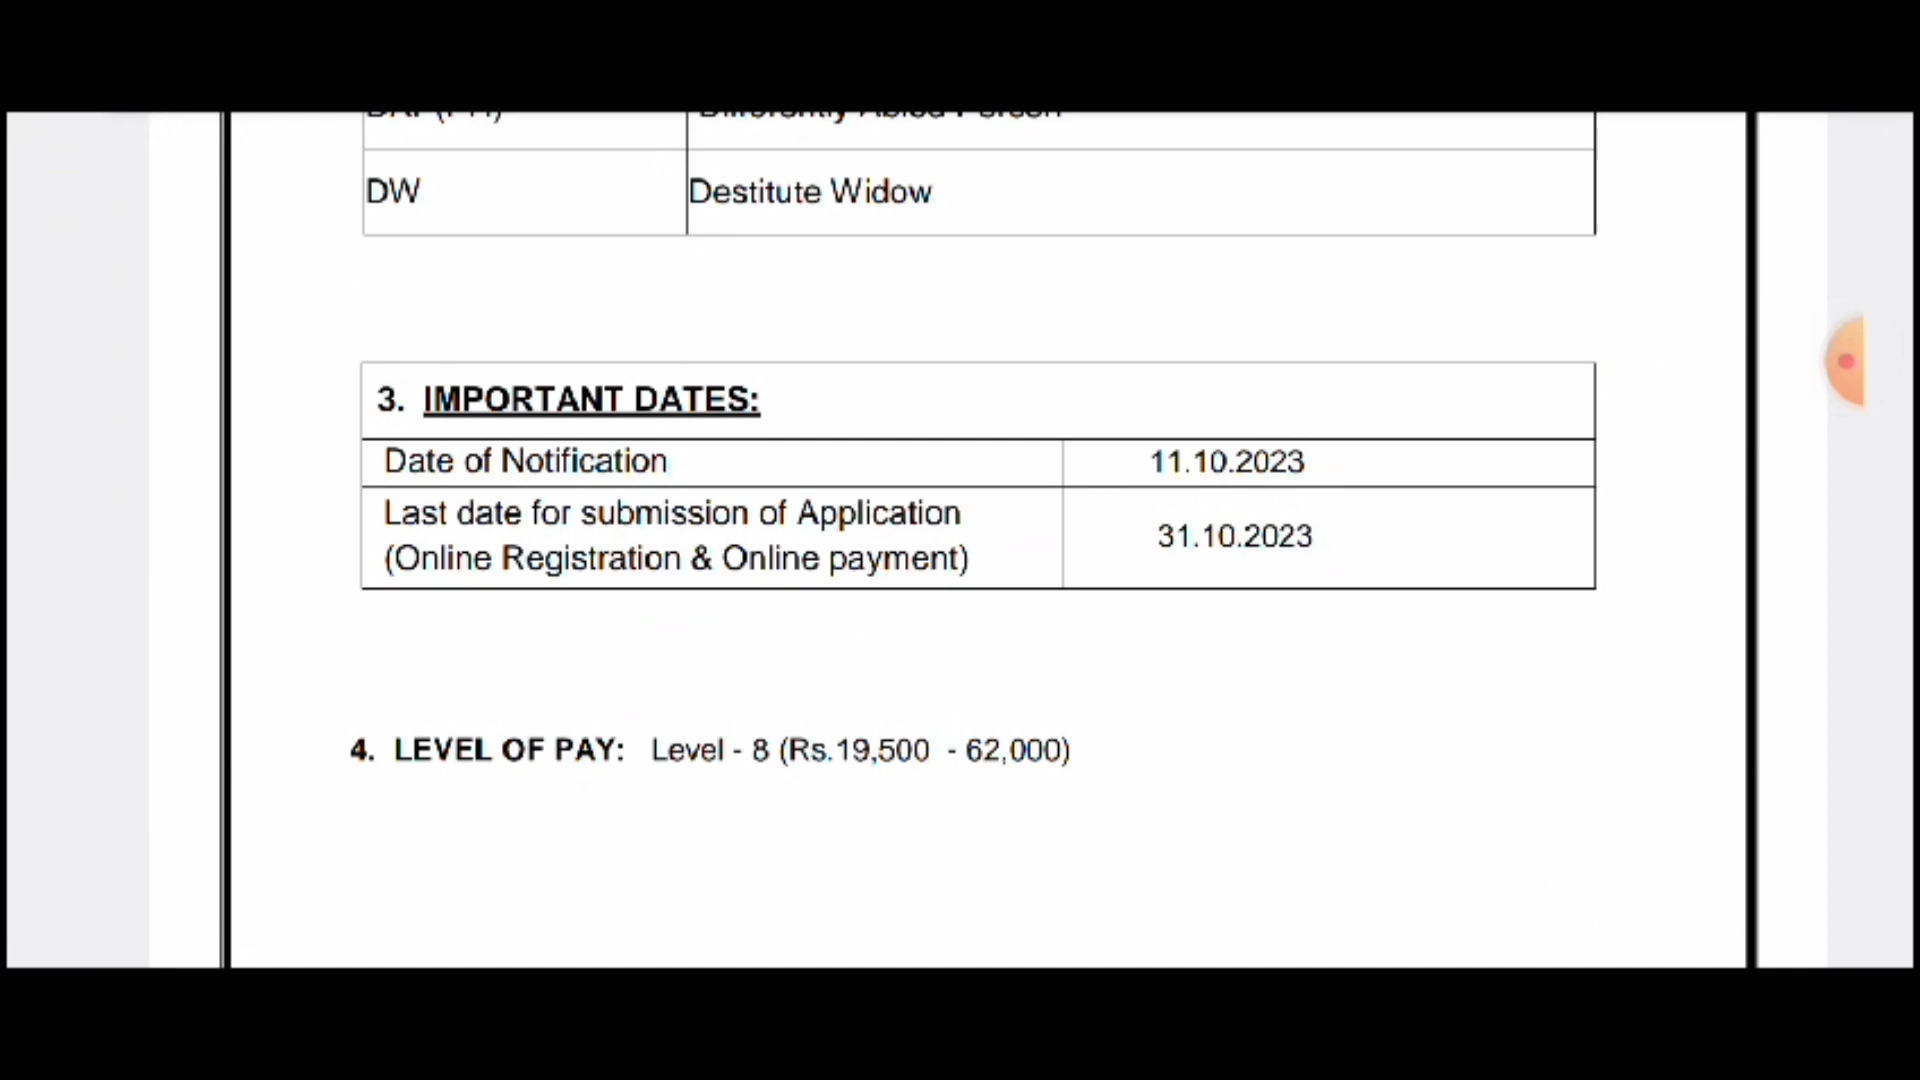 DW Destitute Widow
3. IMPORTANT DATES:
Date of Notification 11.10.2023
Last date for submission of Application
(Online Registration & Online payment) 31.10.2023
4. LEVEL OF PAY: Level - 8 (Rs.19,500 - 62,000)